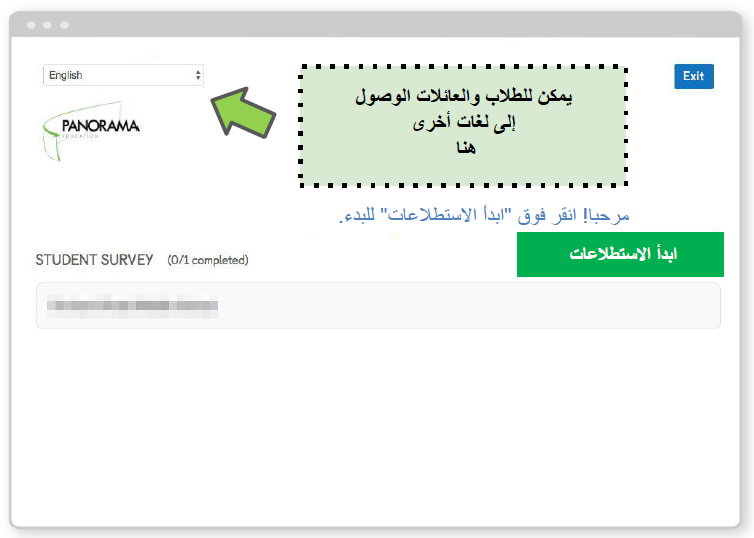 English
يمكن للطلاب والعائلات الوصول
إلى لغات أخرى
هنا
Exit
PANORAMA
EDUCATION
مرحبا! انقر فوق "ابدأ الاستطلاعات" للبدء.
ابدأ الاستطلاعات
STUDENT SURVEY (0/1 completed)